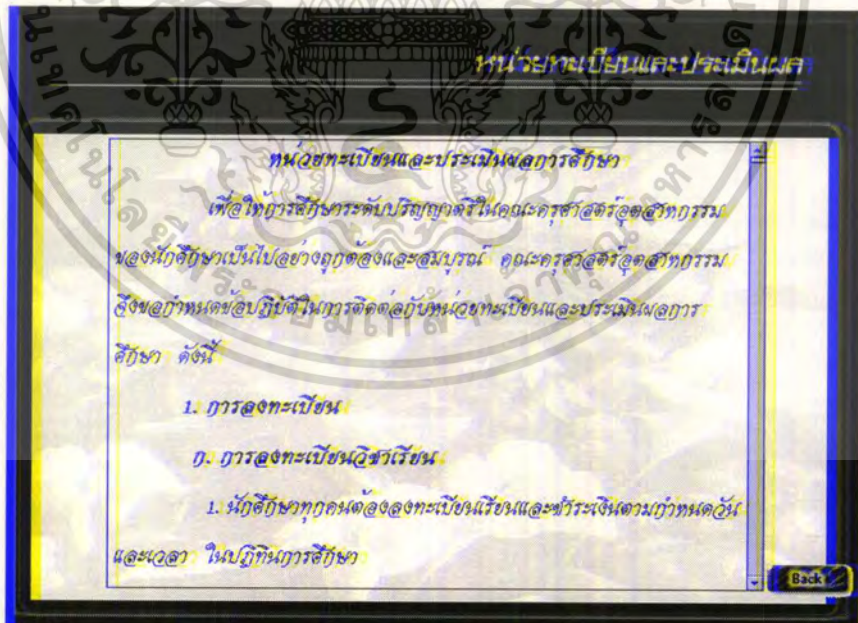 หน่วยทะเบียนและประเมินผล
หน่วยทะเบียนและประเมินผลการศึกษา
เพื่อให้การศึกษาระดับปริญญาตรีในคณะครุศาสตร์อุตสาหกรรม
ของนักศึกษาเป็นไปอย่างถูกต้องและสมบูรณ์ คณะครุศาสตร์อุตสาหกรรม
จึงขอกำหนดข้อปฏิบัติในการติดต่อกับหน่วยทะเบียนและประเมินผลการ
ศึกษา ดังนี้
1. การลงทะเบียน
ก. การลงทะเบียนวิชาเรียน
1. นักศึกษาทุกคนต้องลงทะเบียนเรียนและชำระเงินตามกำหนดวัน
และเวลา ในปฏิทินการศึกษา
Back